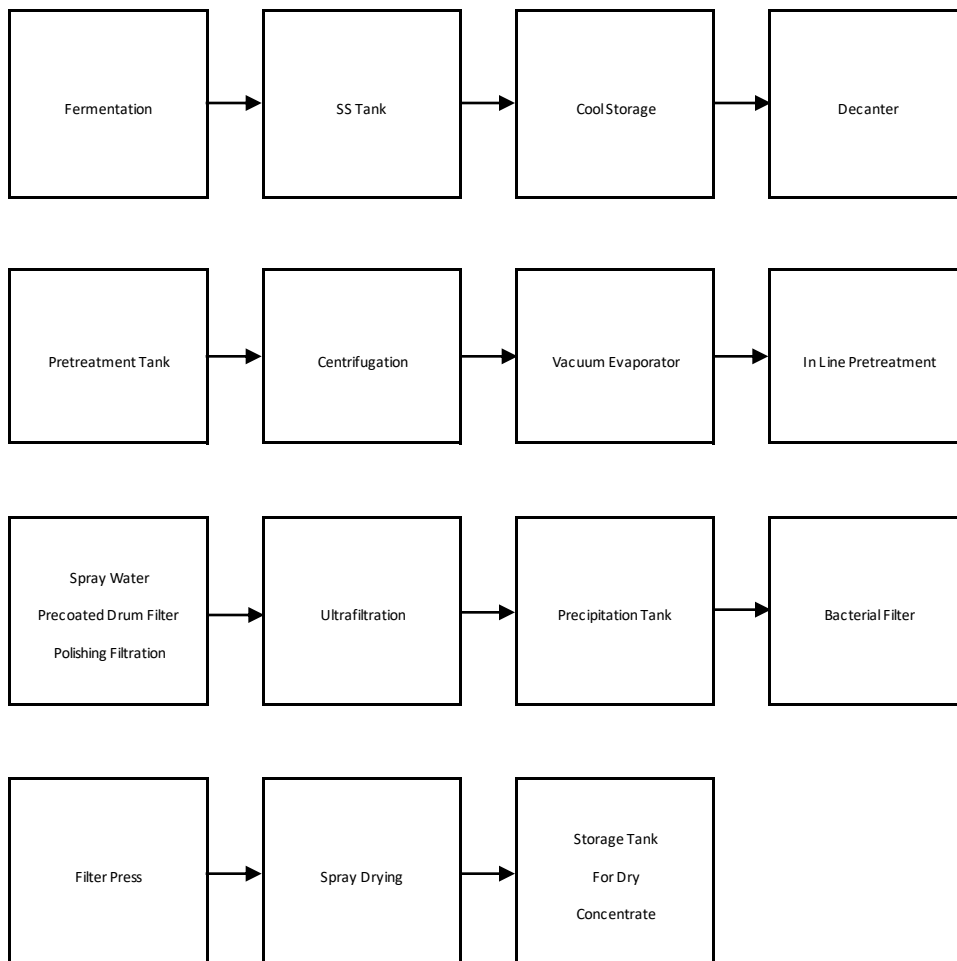 Fermentation
SS Tank
Cool Storage
Decanter
Pretreatment Tank
Centrifugation
Vacuum Evaporator
In Line Pretreatment
Spray Water
Precoated Drum Filter
Polishing Filtration
Ultrafiltration
Precipitation Tank
Bacterial Filter
Filter Press
Spray Drying
Storage Tank
For Dry
Concentrate